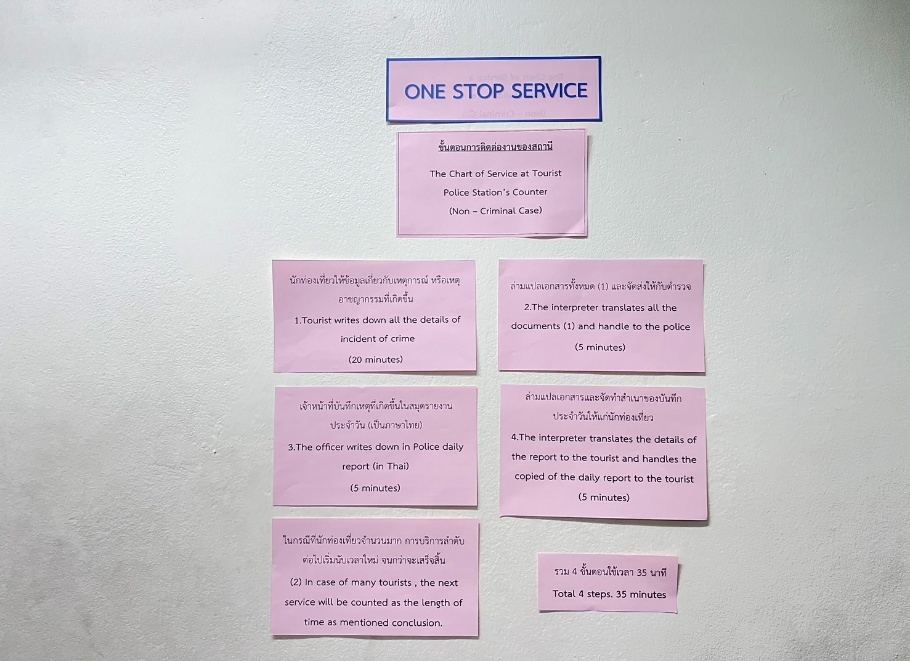 ONE STOP SERVICE
ขั้นตอนการติดต่องานของสถานี
The Chart of Service at Tourist
Police Station's Counter
(Non – Criminal Case)
นักท่องเที่ยวให้ข้อมูลเกี่ยวกับเหตุการณ์ หรือเหตุ
อาชญากรรมที่เกิดขึ้น
1.Tourist writes down all the details of
incident of crime
(20 minutes)
ล่ามแปลเอกสารทั้งหมด (1) และจัดส่งให้กับตำรวจ
2.The interpreter translates all the
documents (1) and handle to the police
(5 minutes)
เจ้าหน้าที่บันทึกเหตุที่เกิดขึ้นในสมุดรายงาน
ประจำวัน (เป็นภาษาไทย)
3.The officer writes down in Police daily
report (in Thai)
(5 minutes)
ล่ามแปลเอกสารและจัดทำสำเนาของบันทึก
ประจำวันให้แก่นักท่องเที่ยว
4.The interpreter translates the details of
the report to the tourist and handles the
copied of the daily report to the tourist
(5 minutes)
ในกรณีที่นักท่องเที่ยวจำนวนมาก การบริการลำดับ
ต่อไปเริ่มนับเวลาใหม่ จนกว่าจะเสร็จสิ้น
(2) In case of many tourists , the next
service will be counted as the length of
time as mentioned conclusion.
รวม 4 ขั้นตอนใช้เวลา 35 นาที
Total 4 steps. 35 minutes